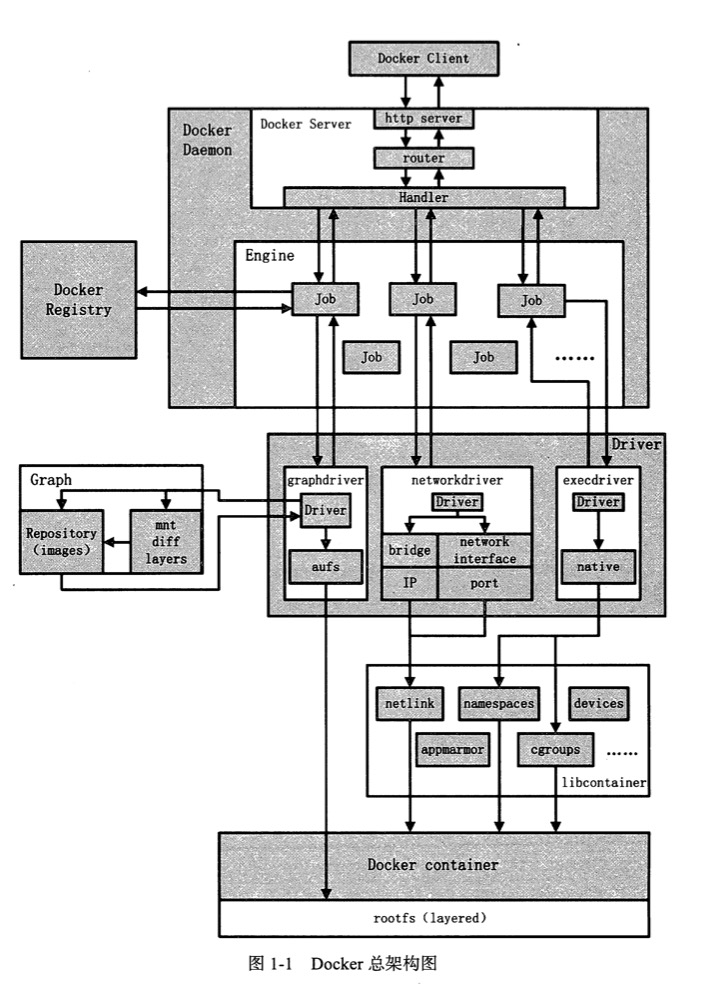 Docker Client
Docker
Daemon
Docker Server
http server
router
Handler
Engine
Docker
Registry
Job
Job
Job
Job
Job
......
Driver
Graph
Repository
(images)
mnt
diff
layers
graphdriver
Driver
aufs
networkdriver
Driver
bridge
network
interface
IP
port
execdriver
Driver
native
netlink
namespaces
devices
appmarmor
cgroups
......
libcontainer
Docker container
rootfs (layered)
图 1-1 Docker 总架构图